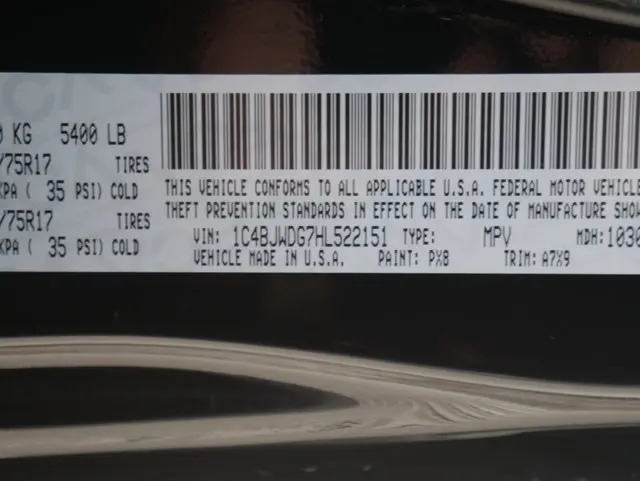 0 KG 5400 LB
/75R17 TIRES
KPA ( 35 PSI) COLD
/75R17 TIRES
KPA ( 35 PSI) COLD
THIS VEHICLE CONFORMS TO ALL APPLICABLE U.S.A. FEDERAL MOTOR VEHICLE
THEFT PREVENTION STANDARDS IN EFFECT ON THE DATE OF MANUFACTURE SHOW
VIN: 1C4BJWDG7HL522151 TYPE: MPV MDH: 1030
VEHICLE MADE IN U.S.A. PAINT: PX8 TRIM: A7X9